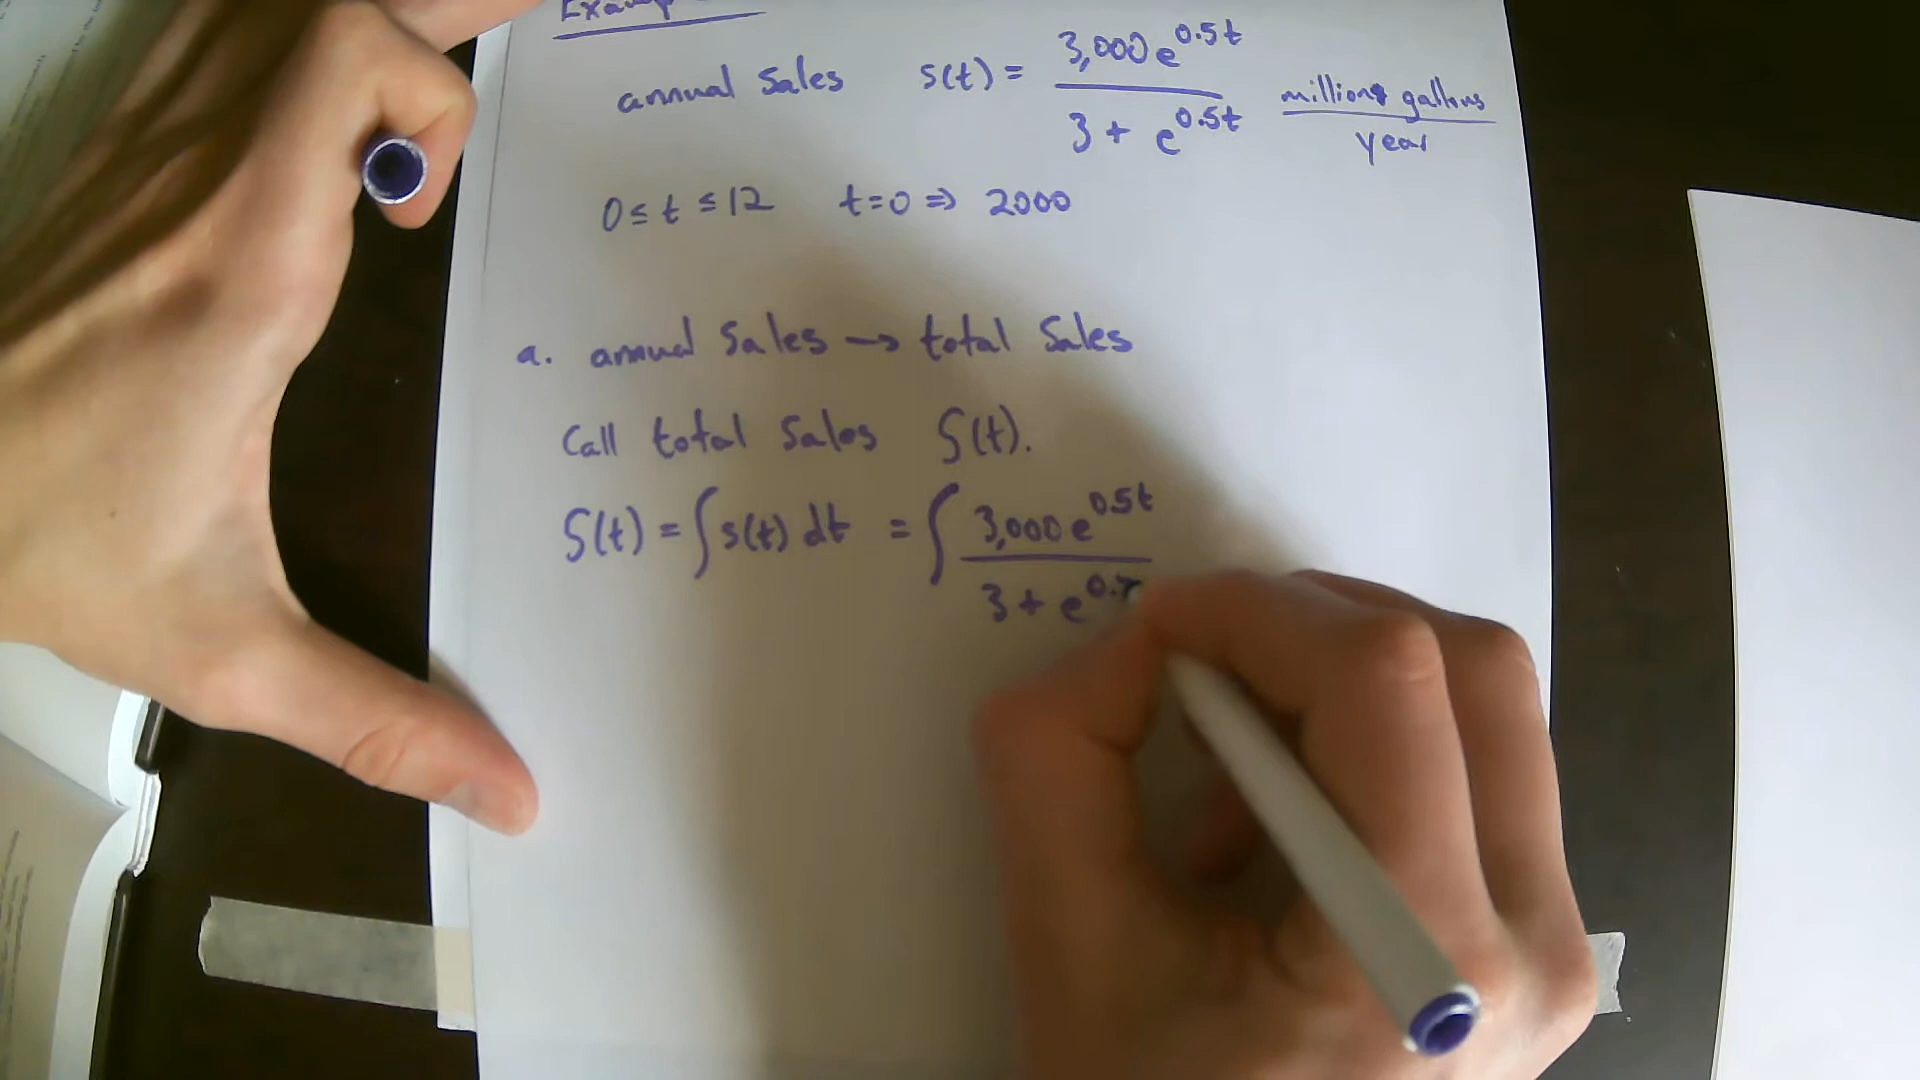 annual Sales s(t) = 3,000 e^0.5t / 3 + e^0.5t millions gallons / year
0 ≤ t ≤ 12 t=0 ⇒ 2000
a. annual Sales → total Sales
Call total Sales S(t).
S(t) = ∫ s(t) dt = ∫ 3,000 e^0.5t / 3 + e^0.